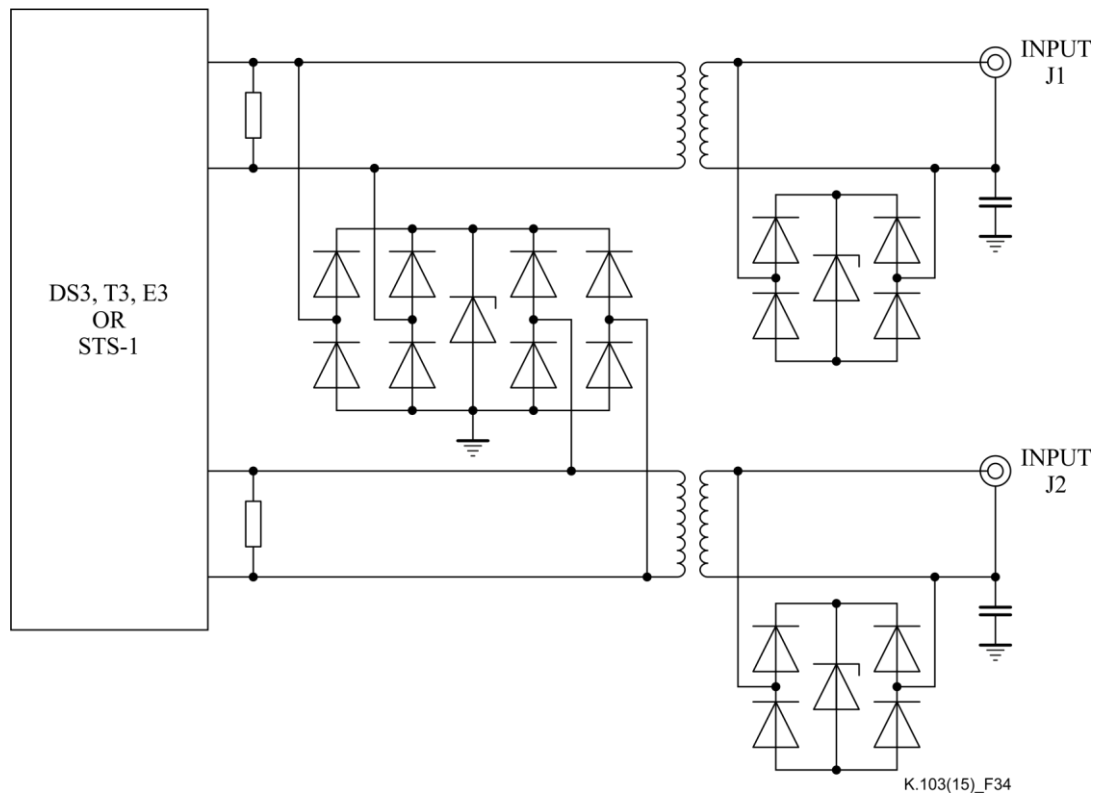 INPUT
J1
DS3, T3, E3
OR
STS-1
INPUT
J2
K.103(15)_F34